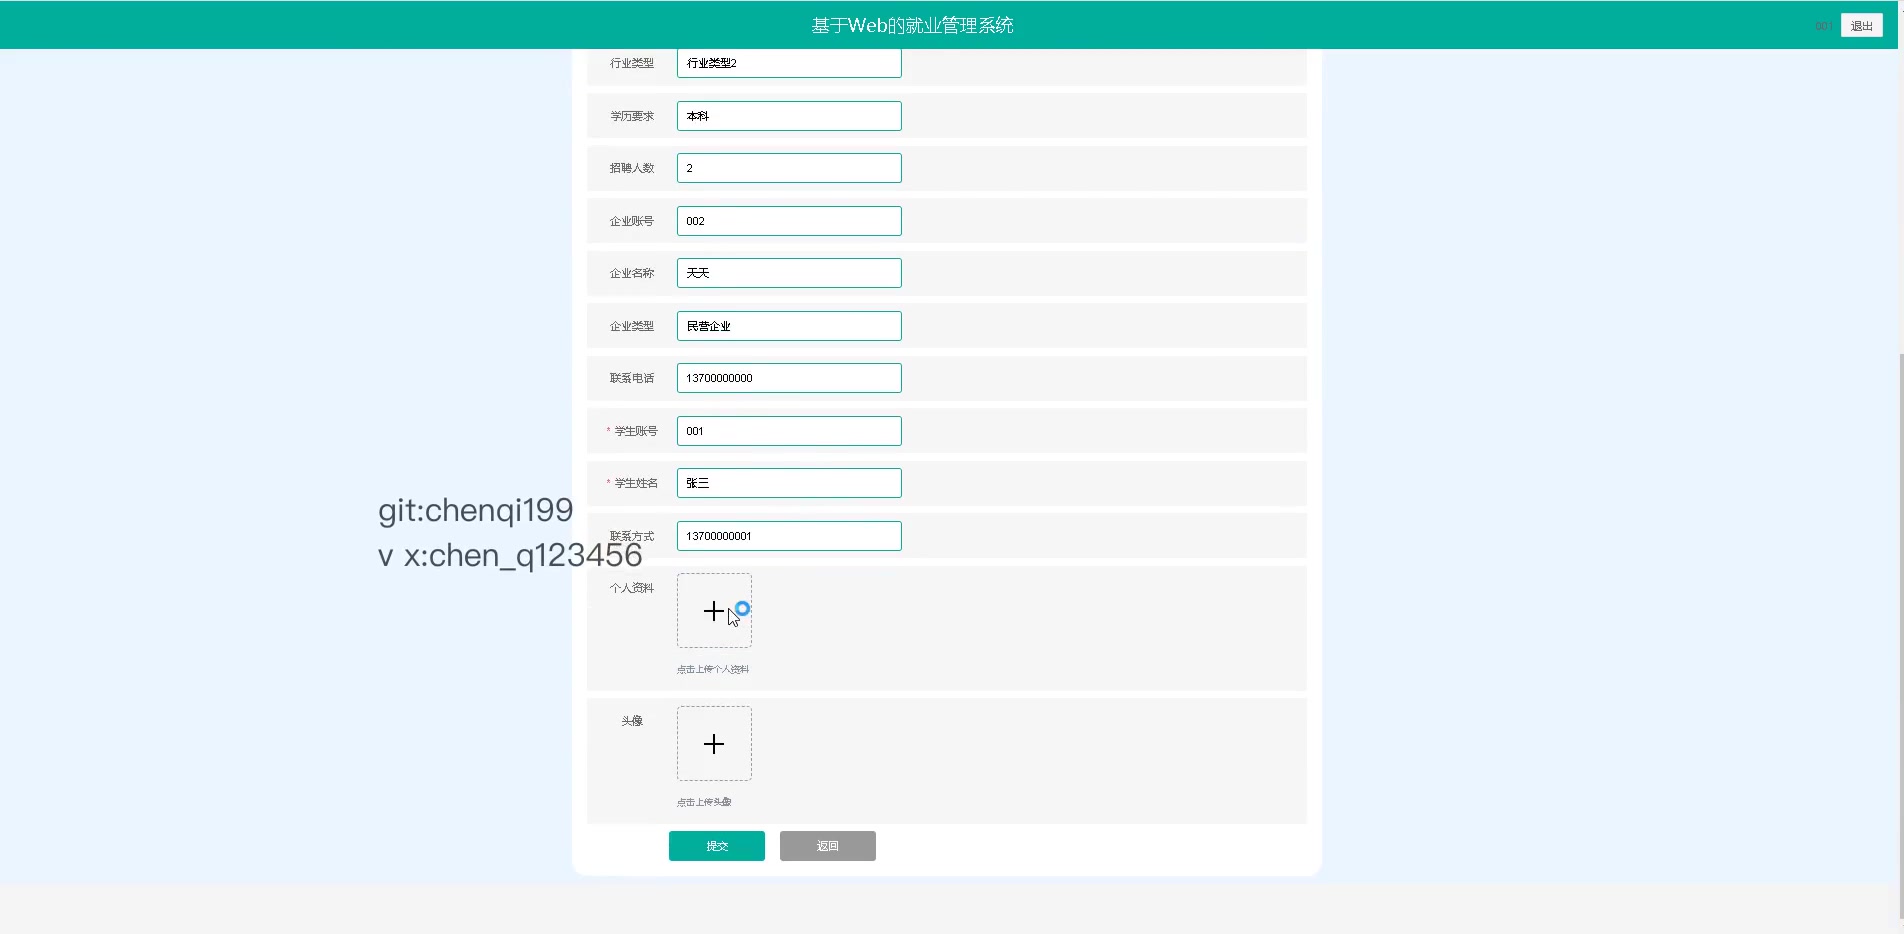 基于Web的就业管理系统
001 退出
行业类型 行业类型2
学历要求 本科
招聘人数 2
企业账号 002
企业名称 天天
企业类型 民营企业
联系电话 13700000000
* 学生账号 001
* 学生姓名 张三
git:chenqi199
联系方式 13700000001
v x:chen_q123456
个人资料
点击上传个人资料
头像
点击上传头像
提交 返回